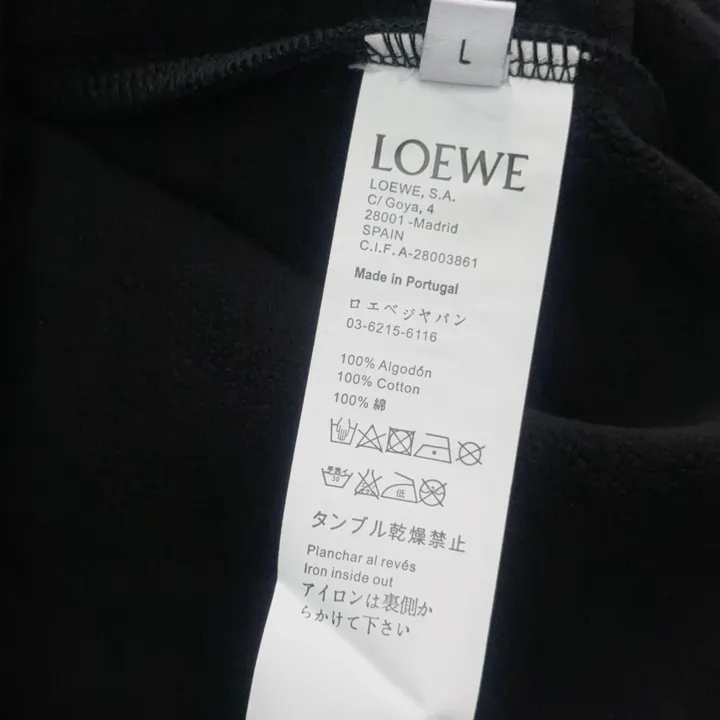 L
LOEWE
LOEWE, S.A.
C/ Goya, 4
28001 -Madrid
SPAIN
C.I.F. A-28003861
Made in Portugal
ロエベジャパン
03-6215-6116
100% Algodón
100% Cotton
100% 綿
30
低
タンブル乾燥禁止
Planchar al revés
Iron inside out
アイロンは裏側か
らかけて下さい